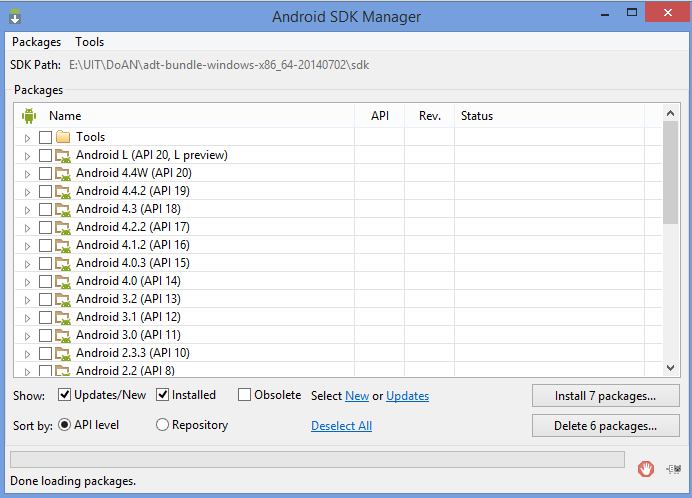 Android SDK Manager
Packages Tools
SDK Path: E:\UIT\DoAN\adt-bundle-windows-x86_64-20140702\sdk
Packages
Name API Rev. Status
Tools
Android L (API 20, L preview)
Android 4.4W (API 20)
Android 4.4.2 (API 19)
Android 4.3 (API 18)
Android 4.2.2 (API 17)
Android 4.1.2 (API 16)
Android 4.0.3 (API 15)
Android 4.0 (API 14)
Android 3.2 (API 13)
Android 3.1 (API 12)
Android 3.0 (API 11)
Android 2.3.3 (API 10)
Android 2.2 (API 8)
Show: Updates/New Installed Obsolete Select New or Updates Install 7 packages...
Sort by: API level Repository Deselect All Delete 6 packages...
Done loading packages.